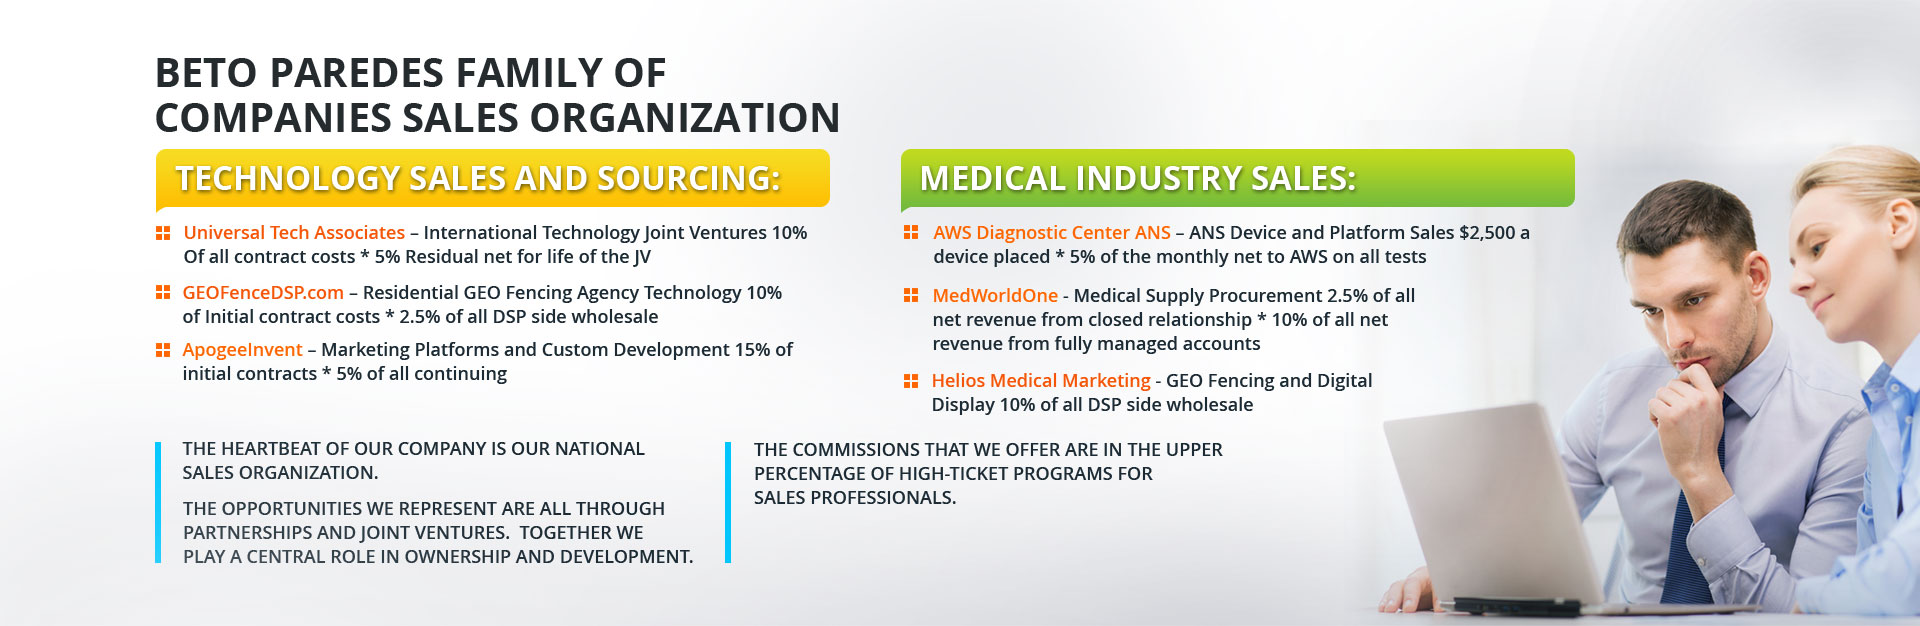 BETO PAREDES FAMILY OF
COMPANIES SALES ORGANIZATION
TECHNOLOGY SALES AND SOURCING:
Universal Tech Associates – International Technology Joint Ventures 10%
Of all contract costs * 5% Residual net for life of the JV
GEOFenceDSP.com – Residential GEO Fencing Agency Technology 10%
of Initial contract costs * 2.5% of all DSP side wholesale
ApogeeInvent – Marketing Platforms and Custom Development 15% of
initial contracts * 5% of all continuing
MEDICAL INDUSTRY SALES:
AWS Diagnostic Center ANS – ANS Device and Platform Sales $2,500 a
device placed * 5% of the monthly net to AWS on all tests
MedWorldOne - Medical Supply Procurement 2.5% of all
net revenue from closed relationship * 10% of all net
revenue from fully managed accounts
Helios Medical Marketing - GEO Fencing and Digital
Display 10% of all DSP side wholesale
THE HEARTBEAT OF OUR COMPANY IS OUR NATIONAL
SALES ORGANIZATION.
THE OPPORTUNITIES WE REPRESENT ARE ALL THROUGH
PARTNERSHIPS AND JOINT VENTURES. TOGETHER WE
PLAY A CENTRAL ROLE IN OWNERSHIP AND DEVELOPMENT.
THE COMMISSIONS THAT WE OFFER ARE IN THE UPPER
PERCENTAGE OF HIGH-TICKET PROGRAMS FOR
SALES PROFESSIONALS.